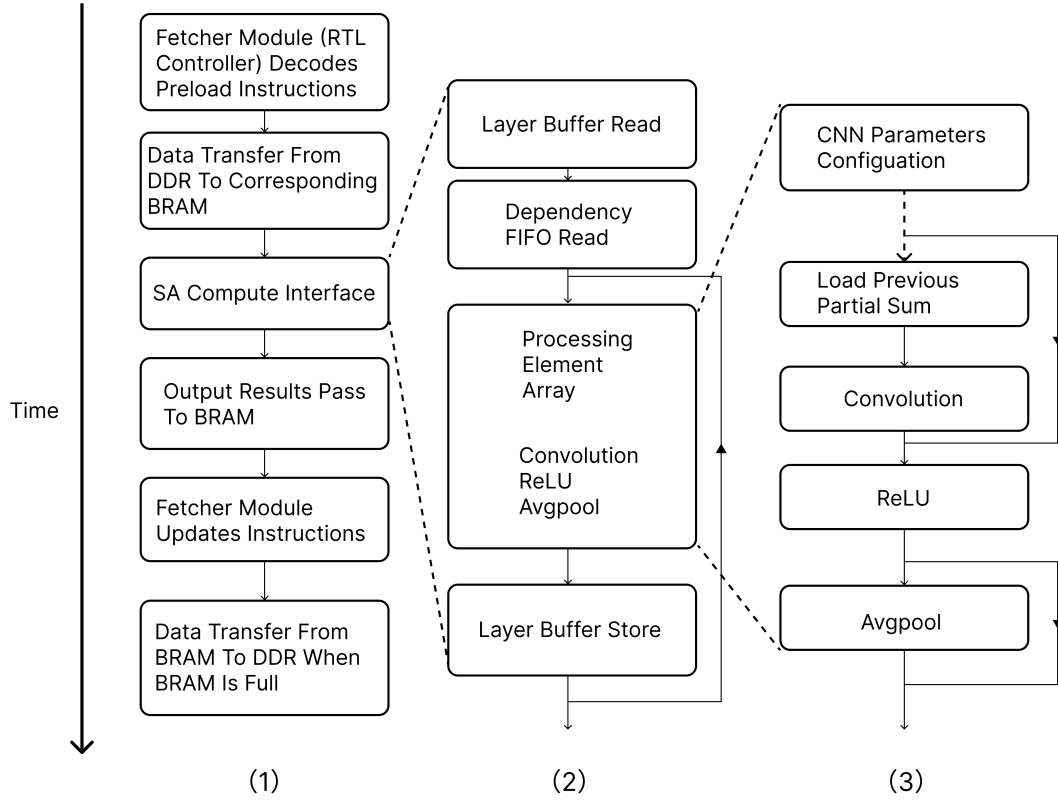 Time
Fetcher Module (RTL
Controller) Decodes
Preload Instructions
Data Transfer From
DDR To Corresponding
BRAM
SA Compute Interface
Output Results Pass
To BRAM
Fetcher Module
Updates Instructions
Data Transfer From
BRAM To DDR When
BRAM Is Full
(1)
Layer Buffer Read
Dependency
FIFO Read
Processing
Element
Array
Convolution
ReLU
Avgpool
Layer Buffer Store
(2)
CNN Parameters
Configuation
Load Previous
Partial Sum
Convolution
ReLU
Avgpool
(3)